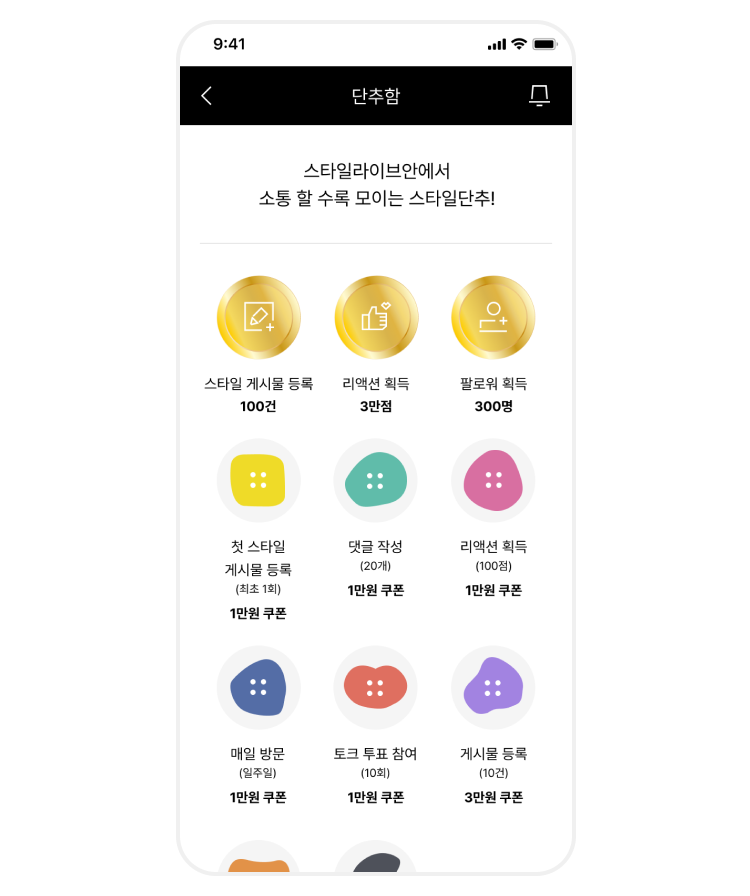 9:41
단추함
스타일라이브안에서
소통 할 수록 모이는 스타일단추!
스타일 게시물 등록
100건
리액션 획득
3만점
팔로워 획득
300명
첫 스타일
게시물 등록
(최초 1회)
1만원 쿠폰
댓글 작성
(20개)
1만원 쿠폰
리액션 획득
(100점)
1만원 쿠폰
매일 방문
(일주일)
1만원 쿠폰
토크 투표 참여
(10회)
1만원 쿠폰
게시물 등록
(10건)
3만원 쿠폰